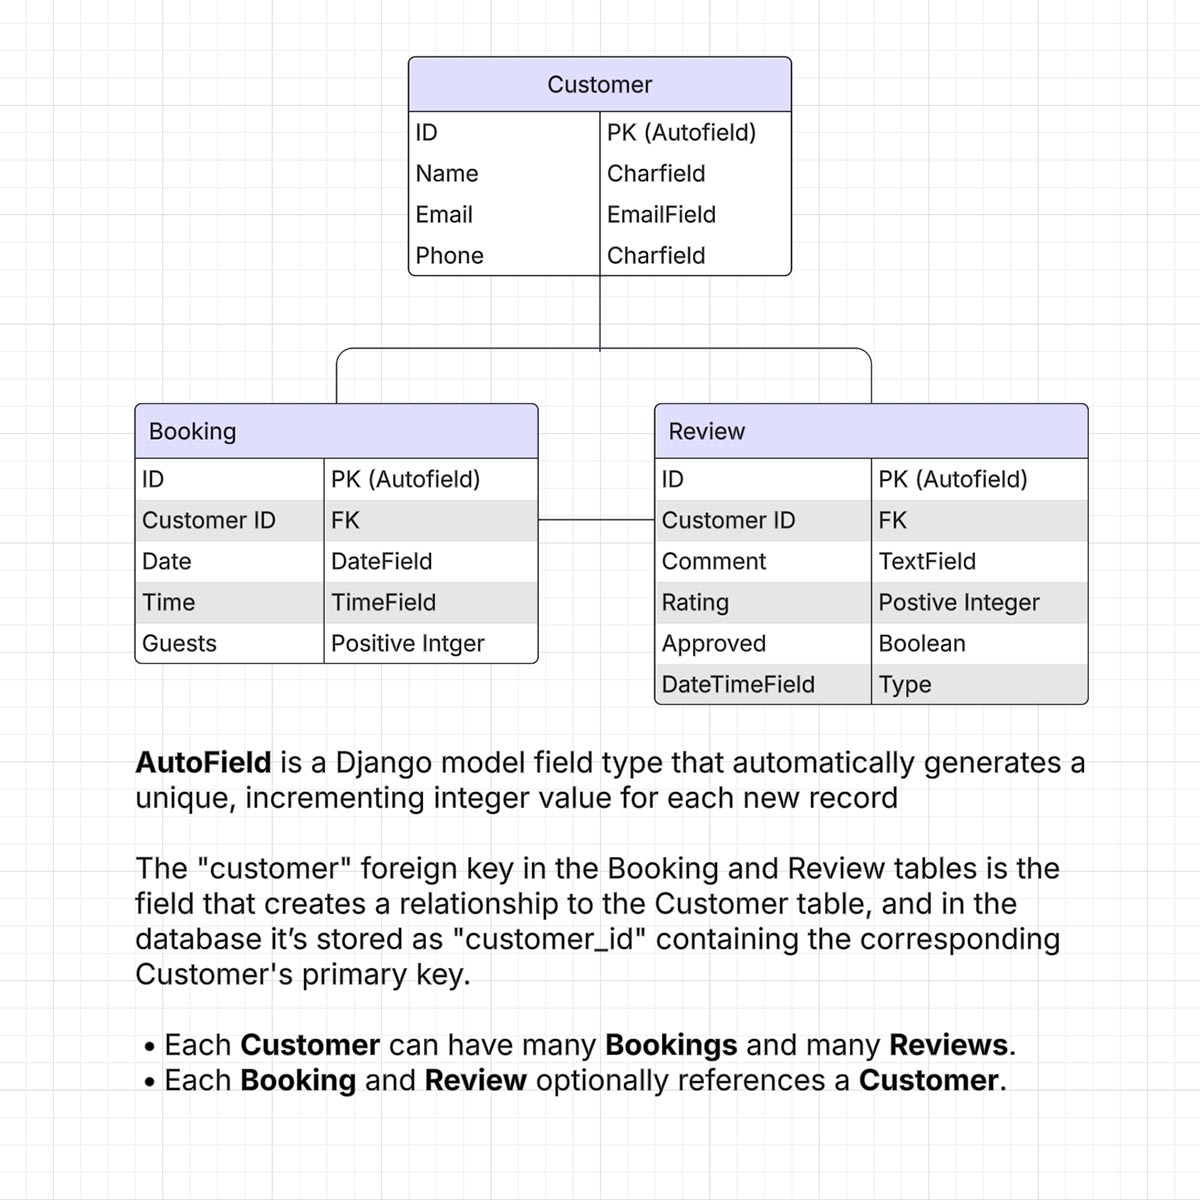 Customer
ID PK (Autofield)
Name Charfield
Email EmailField
Phone Charfield
Booking
ID PK (Autofield)
Customer ID FK
Date DateField
Time TimeField
Guests Positive Intger
Review
ID PK (Autofield)
Customer ID FK
Comment TextField
Rating Postive Integer
Approved Boolean
DateTimeField Type
AutoField is a Django model field type that automatically generates a
unique, incrementing integer value for each new record
The "customer" foreign key in the Booking and Review tables is the
field that creates a relationship to the Customer table, and in the
database it’s stored as "customer_id" containing the corresponding
Customer's primary key.
• Each Customer can have many Bookings and many Reviews.
• Each Booking and Review optionally references a Customer.